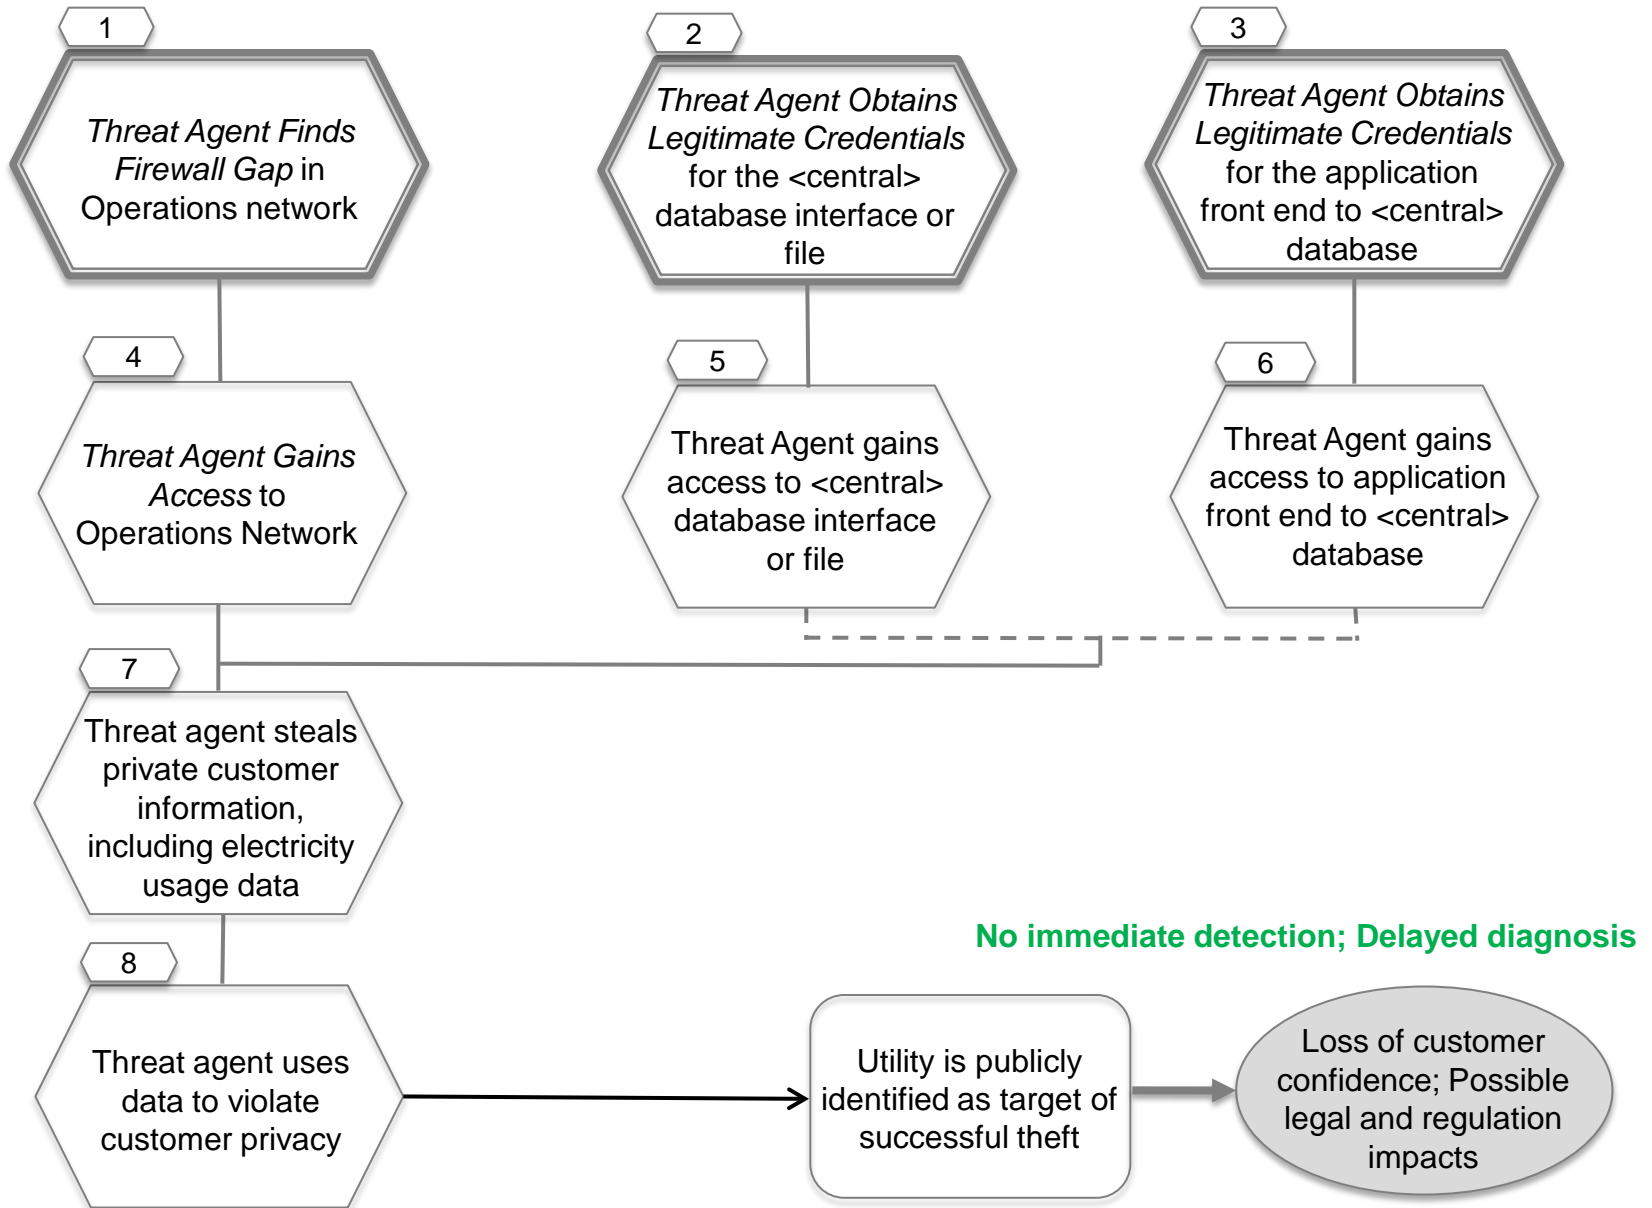 1
Threat Agent Finds
Firewall Gap in
Operations network
2
Threat Agent Obtains
Legitimate Credentials
for the <central>
database interface or
file
3
Threat Agent Obtains
Legitimate Credentials
for the application
front end to <central>
database
4
Threat Agent Gains
Access to
Operations Network
5
Threat Agent gains
access to <central>
database interface
or file
6
Threat Agent gains
access to application
front end to <central>
database
7
Threat agent steals
private customer
information,
including electricity
usage data
No immediate detection; Delayed diagnosis
8
Threat agent uses
data to violate
customer privacy
Utility is publicly
identified as target of
successful theft
Loss of customer
confidence; Possible
legal and regulation
impacts